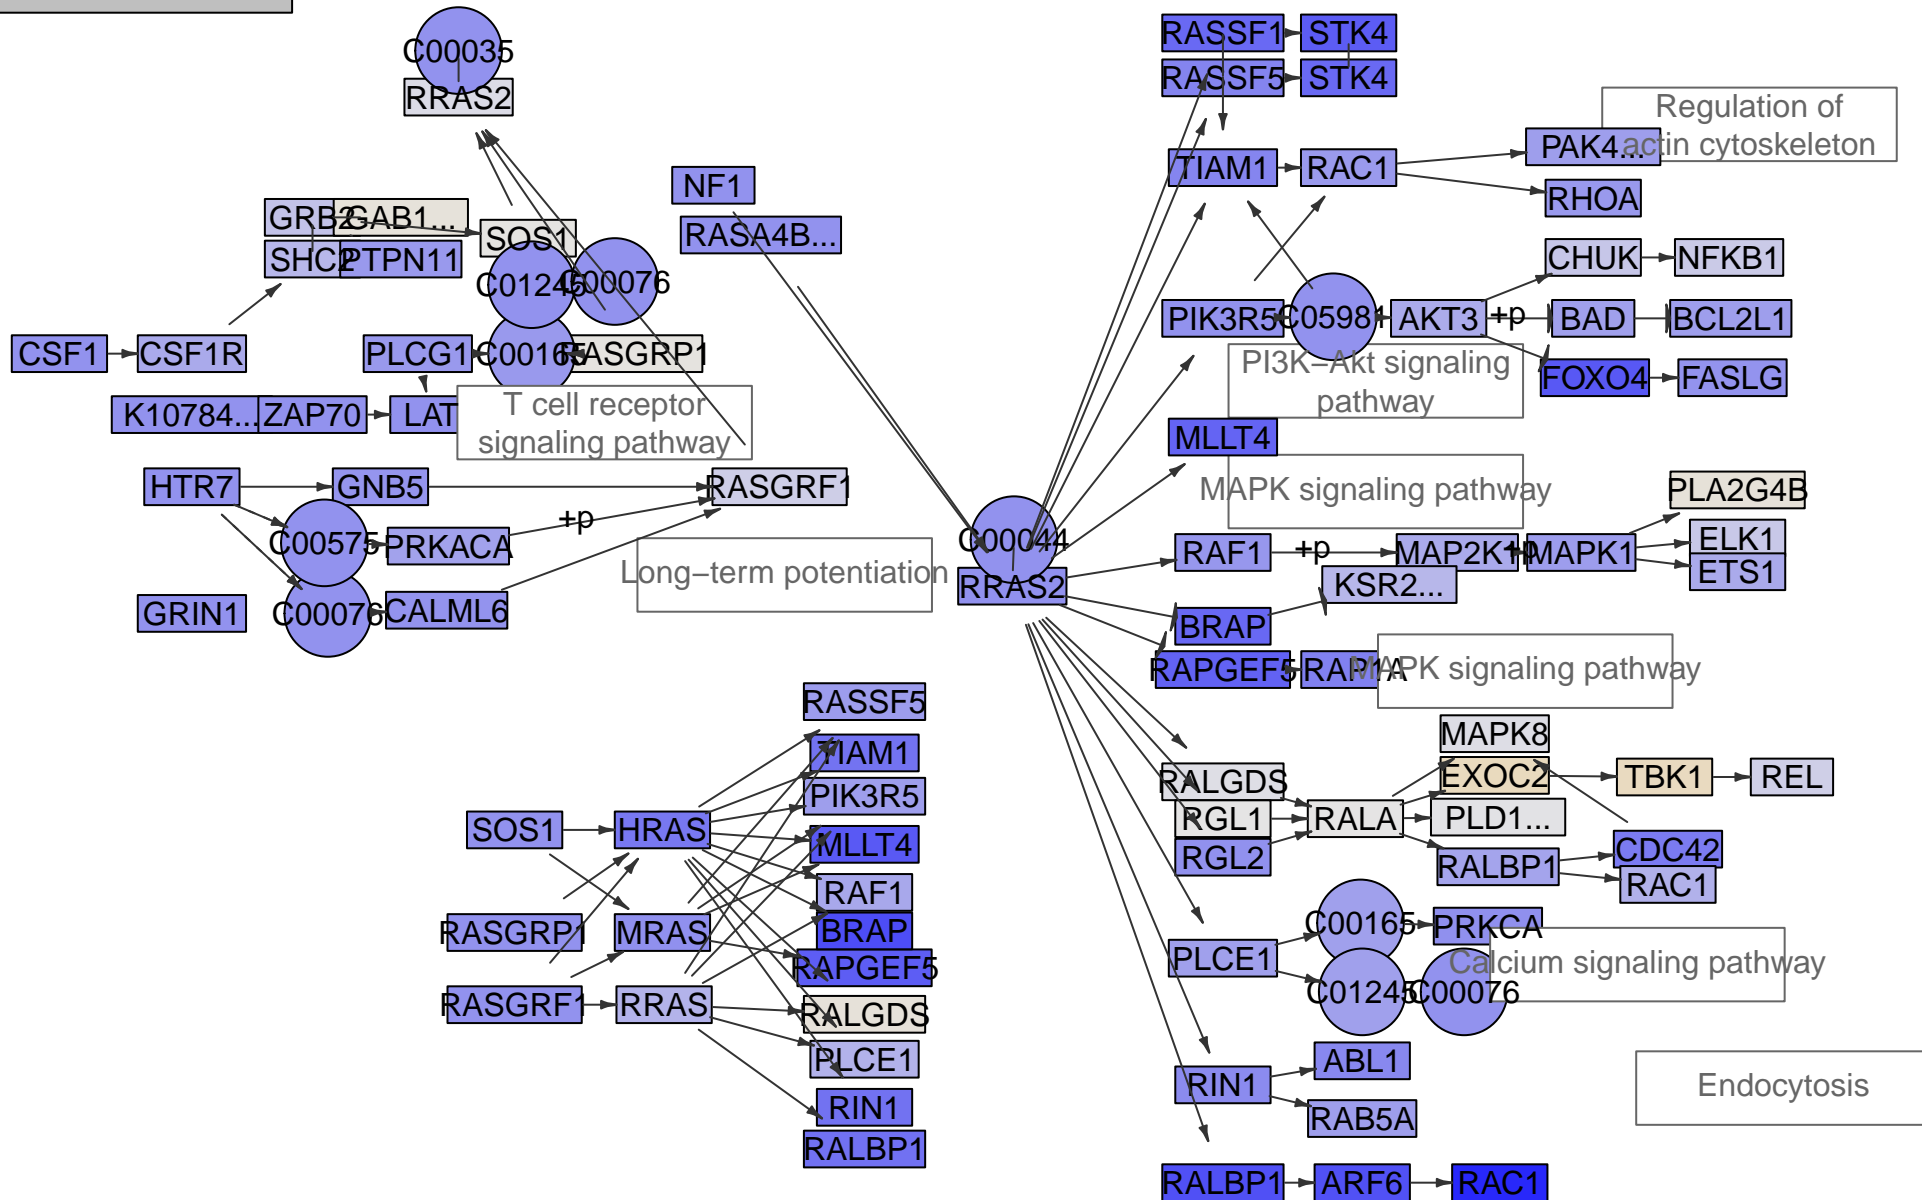 C00035
RRAS2
NF1
RASA4B...
GRB2
GAB1...
SHC2
PTPN11
SOS1
C01245
C00076
CSF1
CSF1R
PLCG1
C00165
RASGRP1
K10784...
ZAP70
LAT
T cell receptor
signaling pathway
HTR7
GNB5
RASGRF1
C00575
PRKACA
+p
GRIN1
C00076
CALML6
Long−term potentiation
C00044
RRAS2
RASSF1
STK4
RASSF5
STK4
Regulation of
actin cytoskeleton
TIAM1
RAC1
PAK4...
RHOA
CHUK
NFKB1
PIK3R5
C05981
AKT3
+p
BAD
BCL2L1
FOXO4
FASLG
PI3K−Akt signaling
pathway
MLLT4
MAPK signaling pathway
PLA2G4B
RAF1
+p
MAP2K1
+p
MAPK1
ELK1
ETS1
KSR2...
BRAP
RAPGEF5
RAP1A
MAPK signaling pathway
MAPK8
RALGDS
EXOC2
TBK1
REL
RGL1
RALA
PLD1...
RGL2
RALBP1
CDC42
RAC1
C00165
PRKCA
PLCE1
Calcium signaling pathway
C01245
C00076
RIN1
ABL1
RAB5A
Endocytosis
RALBP1
ARF6
RAC1
RASSF5
TIAM1
PIK3R5
SOS1
HRAS
MLLT4
RAF1
RASGRP1
MRAS
BRAP
RAPGEF5
RASGRF1
RRAS
RALGDS
PLCE1
RIN1
RALBP1